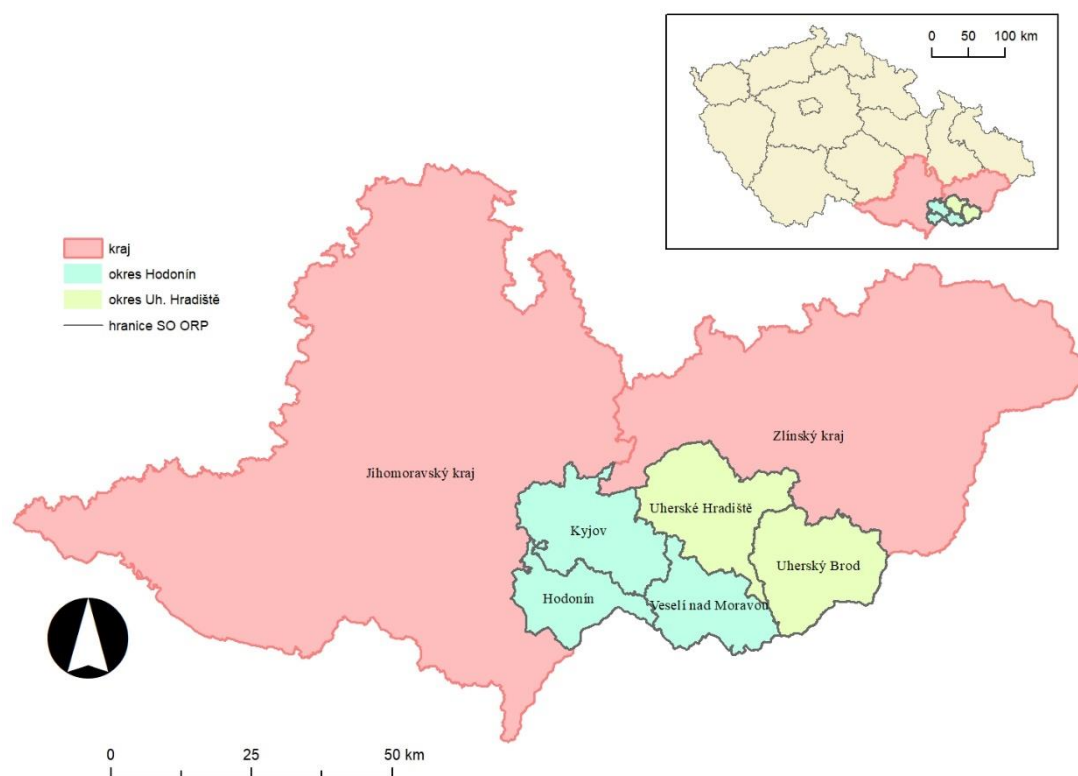 0 50 100 km
kraj
okres Hodonín
okres Uh. Hradiště
hranice SO ORP
Zlínský kraj
Jihomoravský kraj
Uherské Hradiště
Kyjov
Uherský Brod
Hodonín
Veselí nad Moravou
0 25 50 km